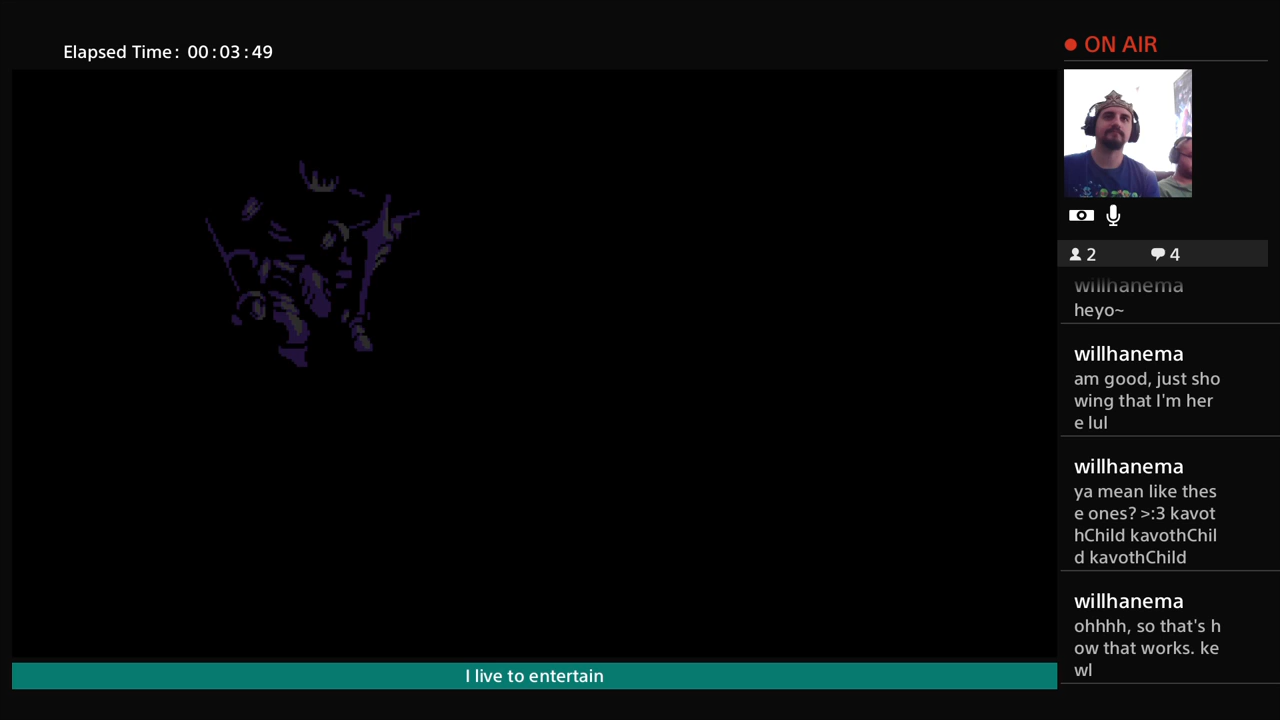 Elapsed Time: 00:03:49
ON AIR
2 4
willhanema
heyo~
willhanema
am good, just sho
wing that I'm her
e lul
willhanema
ya mean like thes
e ones? >:3 kavot
hChild kavothChil
d kavothChild
willhanema
ohhhh, so that's h
ow that works. ke
wl
I live to entertain